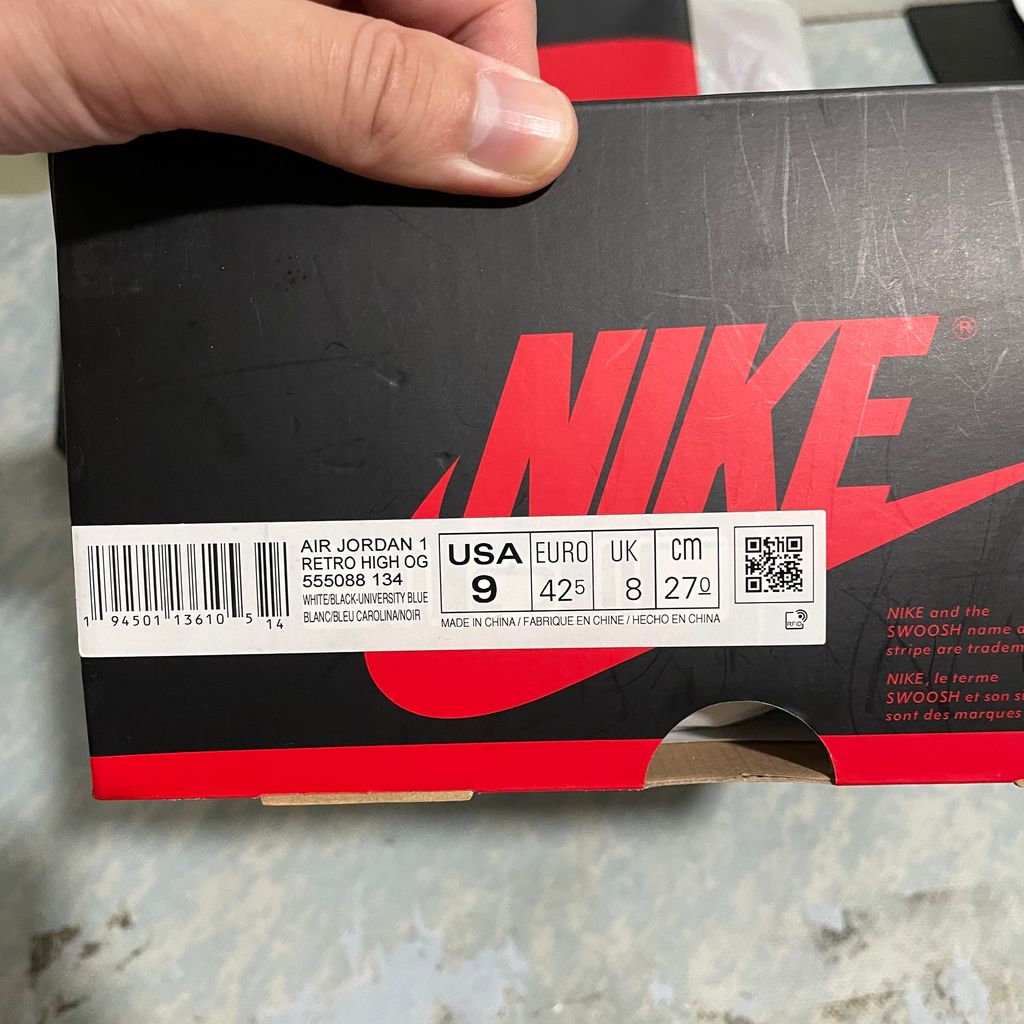 NIKE ®
AIR JORDAN 1
RETRO HIGH OG
555088 134
WHITE/BLACK-UNIVERSITY BLUE
BLANC/BLEU CAROLINA/NOIR
1 94501 13610 5 14
USA 9
EURO 42 5
UK 8
cm 27 0
MADE IN CHINA / FABRIQUE EN CHINE / HECHO EN CHINA
RFID
NIKE and the
SWOOSH name
stripe are
NIKE, le terme
SWOOSH et son
sont des marques